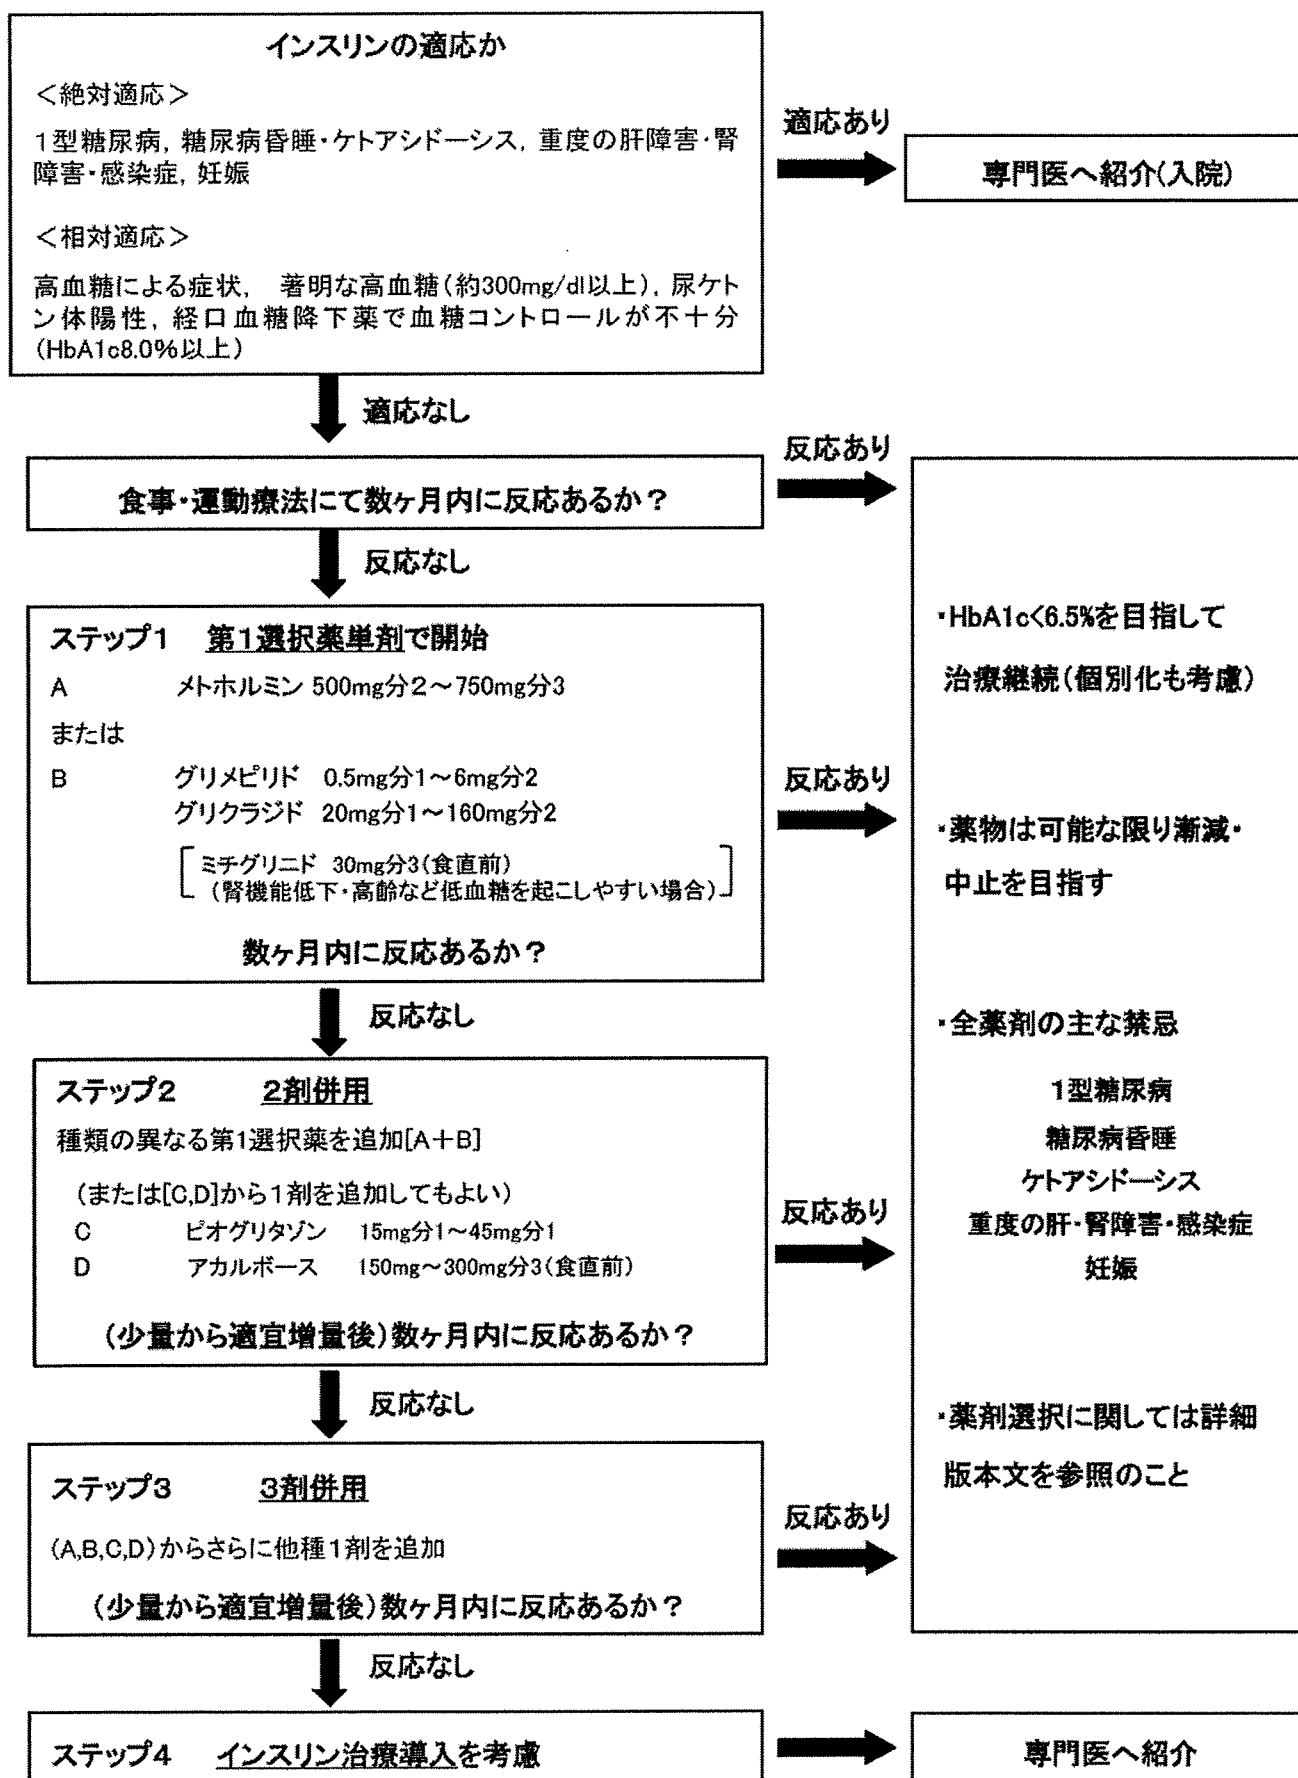 インスリンの適応か
<絶対適応>
1型糖尿病, 糖尿病昏睡・ケトアシドーシス, 重度の肝障害・腎
障害・感染症, 妊娠
<相対適応>
高血糖による症状, 著明な高血糖(約300mg/dl以上), 尿ケト
ン体陽性, 経口血糖降下薬で血糖コントロールが不十分
(HbA1c8.0%以上)
適応あり
専門医へ紹介(入院)
適応なし
食事・運動療法にて数ヶ月内に反応あるか?
反応あり
反応なし
ステップ1 第1選択薬単剤で開始
A メトホルミン 500mg分2~750mg分3
または
B グリメピリド 0.5mg分1~6mg分2
グリクラジド 20mg分1~160mg分2
[ミチグリニド 30mg分3(食直前)
(腎機能低下・高齢など低血糖を起こしやすい場合)]
数ヶ月内に反応あるか?
反応あり
反応なし
ステップ2 2剤併用
種類の異なる第1選択薬を追加[A+B]
(または[C,D]から1剤を追加してもよい)
C ピオグリタゾン 15mg分1~45mg分1
D アカルボース 150mg~300mg分3(食直前)
(少量から適宜増量後)数ヶ月内に反応あるか?
反応あり
反応なし
ステップ3 3剤併用
(A,B,C,D)からさらに他種1剤を追加
(少量から適宜増量後)数ヶ月内に反応あるか?
反応あり
反応なし
・HbA1c<6.5%を目指して
治療継続(個別化も考慮)
・薬物は可能な限り漸減・
中止を目指す
・全薬剤の主な禁忌
1型糖尿病
糖尿病昏睡
ケトアシドーシス
重度の肝・腎障害・感染症
妊娠
・薬剤選択に関しては詳細
版本文を参照のこと
ステップ4 インスリン治療導入を考慮
専門医へ紹介